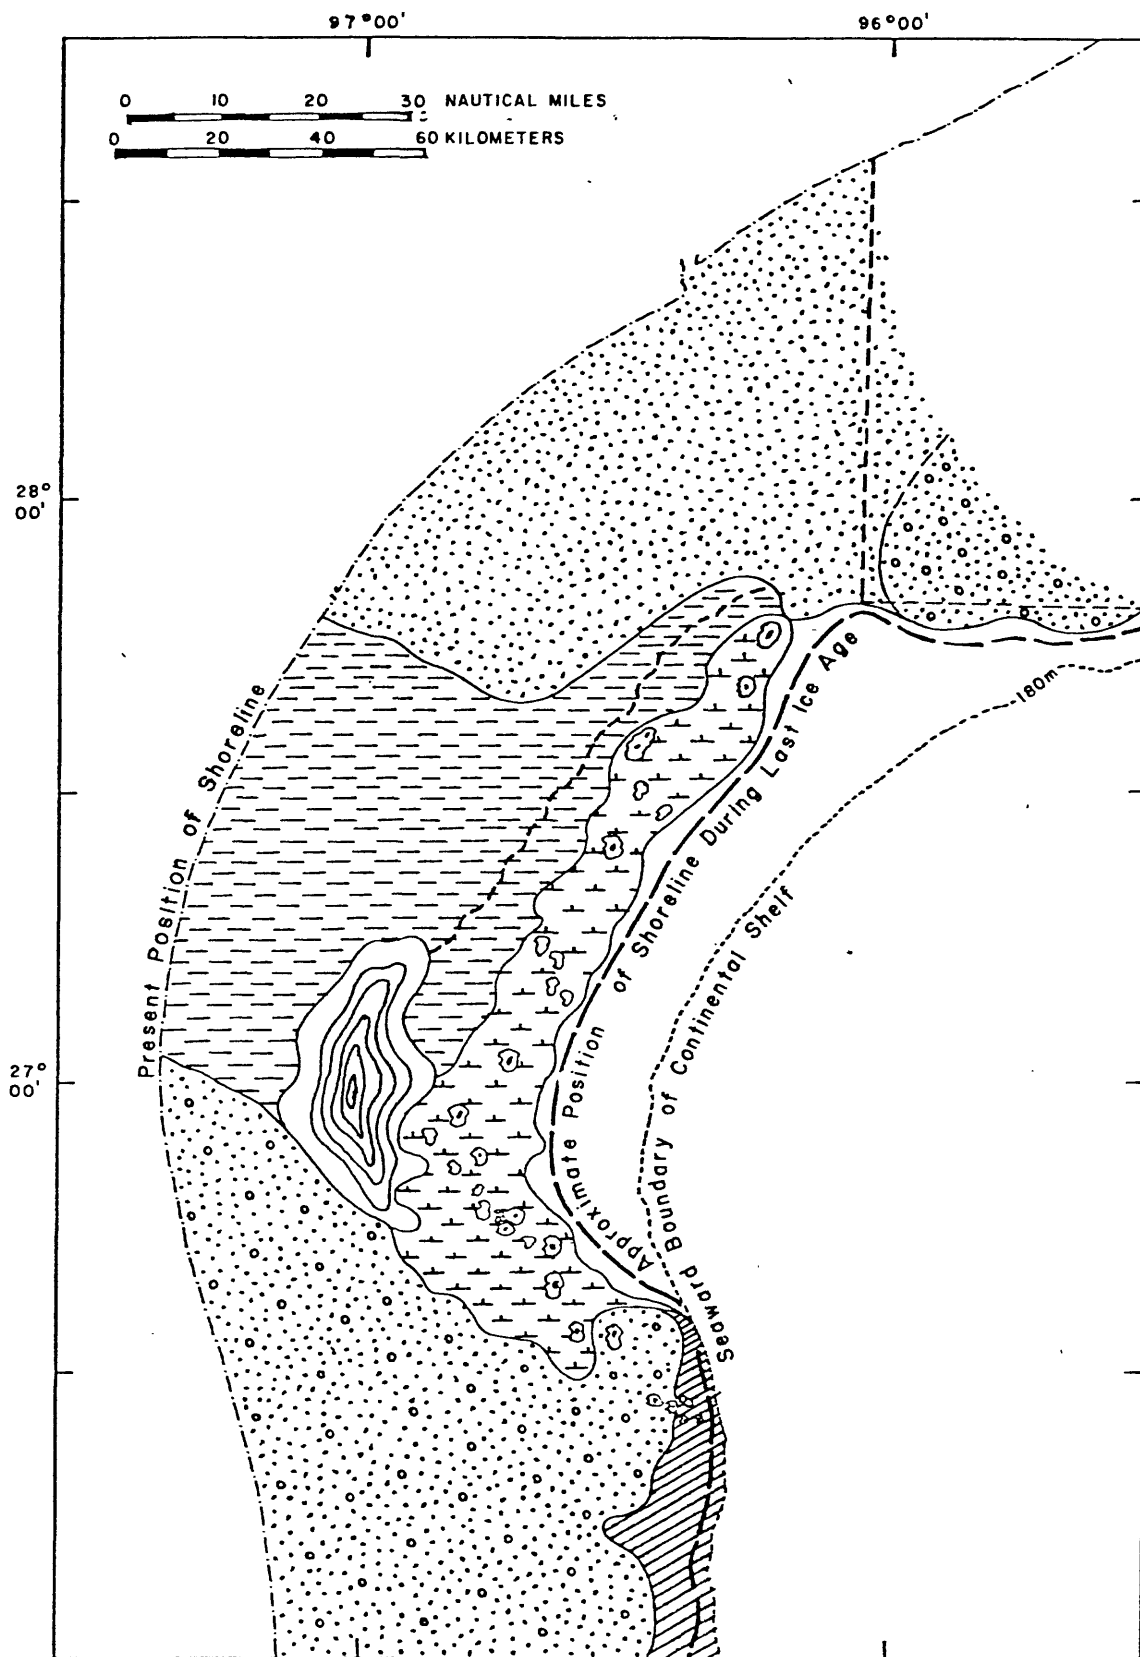 97°00' 96°00'
0 10 20 30 NAUTICAL MILES
0 20 40 60 KILOMETERS
28°
00'
Present Position of Shoreline
Approximate Position of Shoreline During Last Ice Age
180m
Seaward Boundary of Continental Shelf
27°
00'